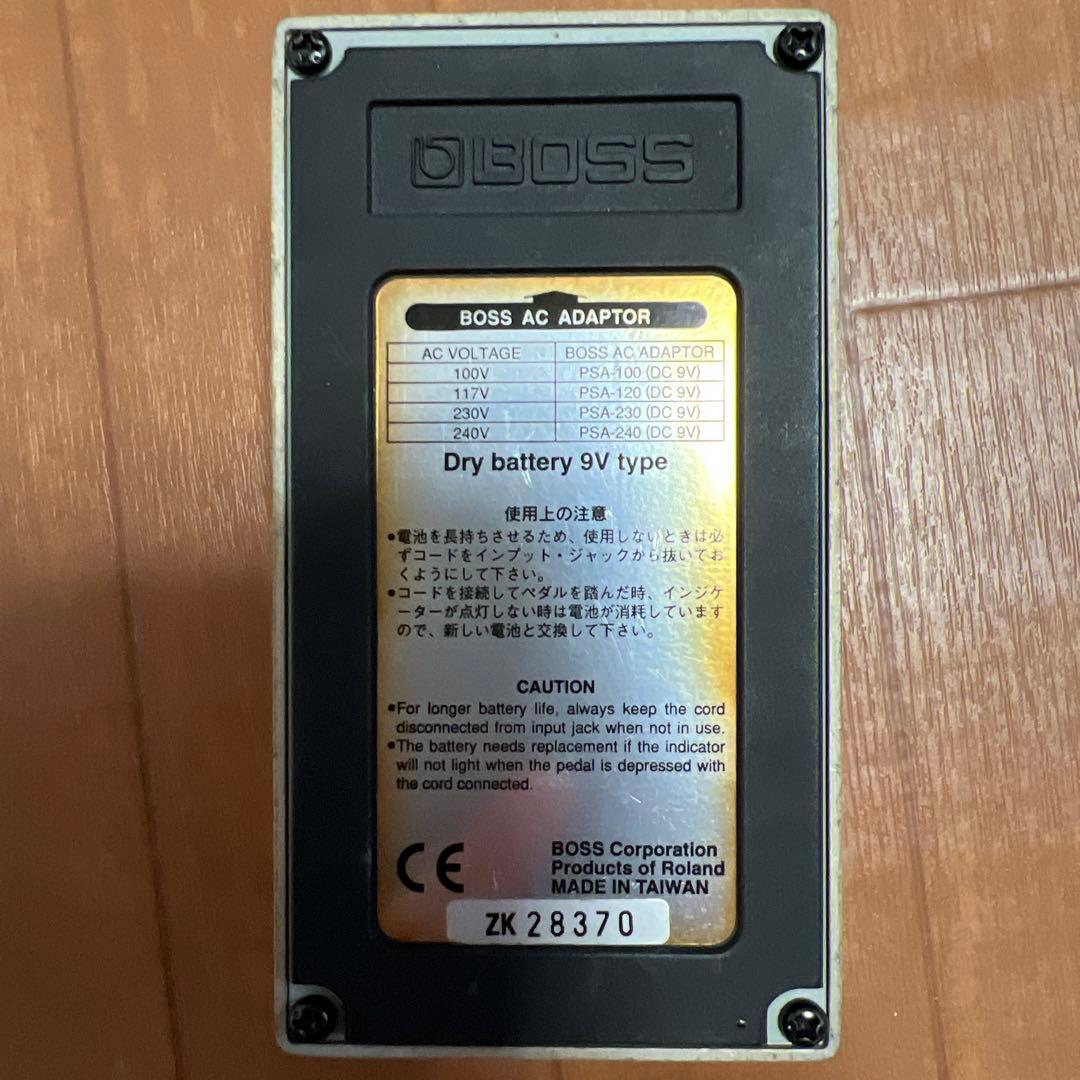 BOSS
BOSS AC ADAPTOR
AC VOLTAGE BOSS AC ADAPTOR
100V PSA-100 (DC 9V)
117V PSA-120 (DC 9V)
230V PSA-230 (DC 9V)
240V PSA-240 (DC 9V)
Dry battery 9V type
使用上の注意
●電池を長持ちさせるため、使用しないときは必
ずコードをインプット・ジャックから抜いてお
くようにして下さい。
●コードを接続してペダルを踏んだ時、インジケ
ーターが点灯しない時は電池が消耗しています
ので、新しい電池と交換して下さい。
CAUTION
●For longer battery life, always keep the cord
disconnected from input jack when not in use.
●The battery needs replacement if the indicator
will not light when the pedal is depressed with
the cord connected.
CE
BOSS Corporation
Products of Roland
MADE IN TAIWAN
ZK 28370